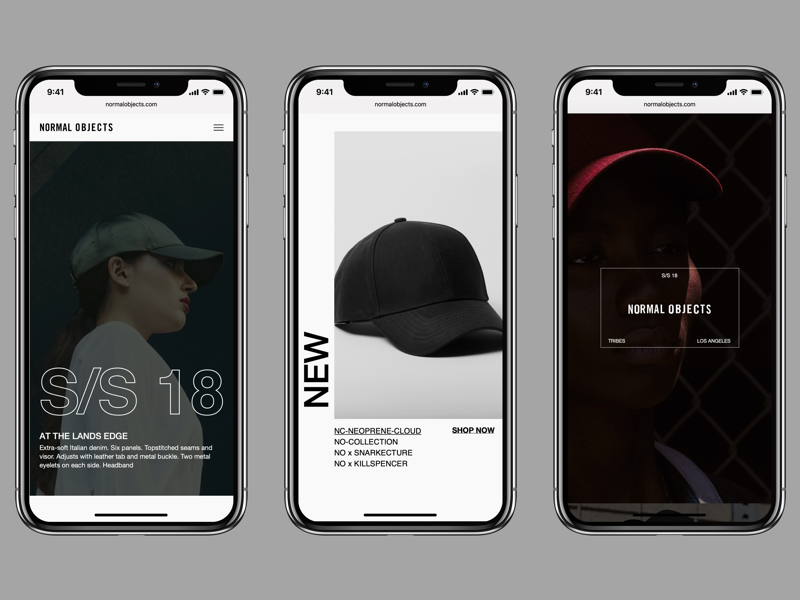 9:41
normalobjects.com
NORMAL OBJECTS
S/S 18
AT THE LANDS EDGE
Extra-soft Italian denim. Six panels. Topstitched seams and
visor. Adjusts with leather tab and metal buckle. Two metal
eyelets on each side. Headband
9:41
normalobjects.com
NEW
NC-NEOPRENE-CLOUD
SHOP NOW
NO-COLLECTION
NO x SNARKECTURE
NO x KILLSPENCER
9:41
normalobjects.com
S/S 18
NORMAL OBJECTS
TRIBES
LOS ANGELES